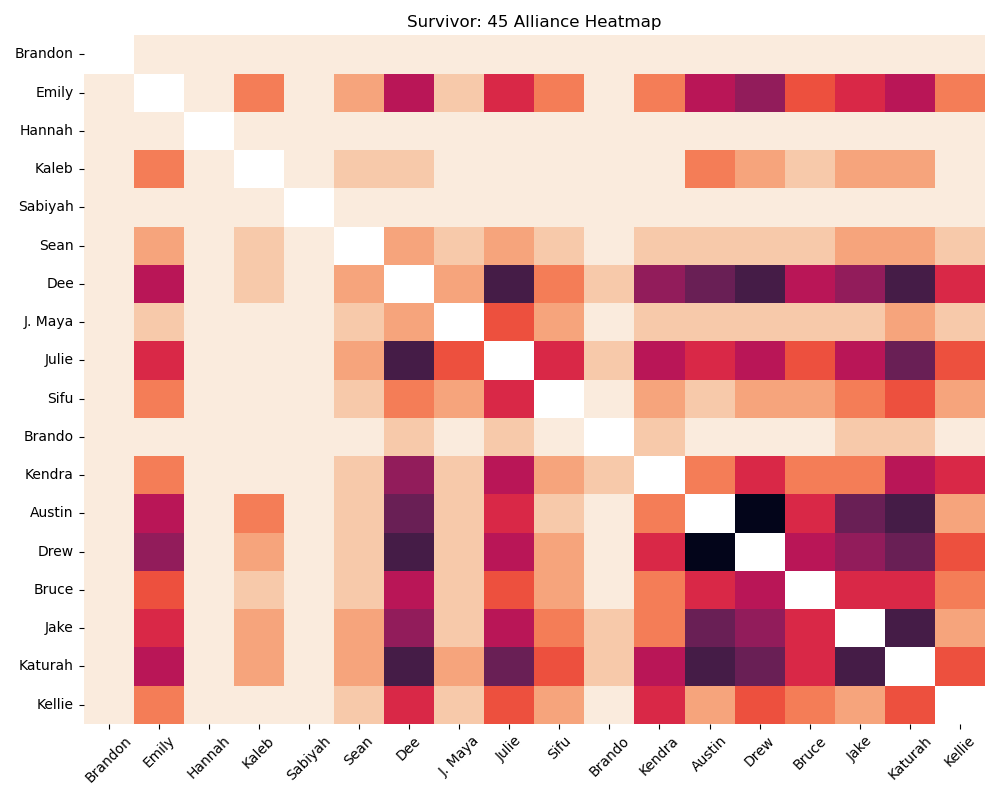 Survivor: 45 Alliance Heatmap
Brandon
Emily
Hannah
Kaleb
Sabiyah
Sean
Dee
J. Maya
Julie
Sifu
Brando
Kendra
Austin
Drew
Bruce
Jake
Katurah
Kellie
Brandon
Emily
Hannah
Kaleb
Sabiyah
Sean
Dee
J. Maya
Julie
Sifu
Brando
Kendra
Austin
Drew
Bruce
Jake
Katurah
Kellie